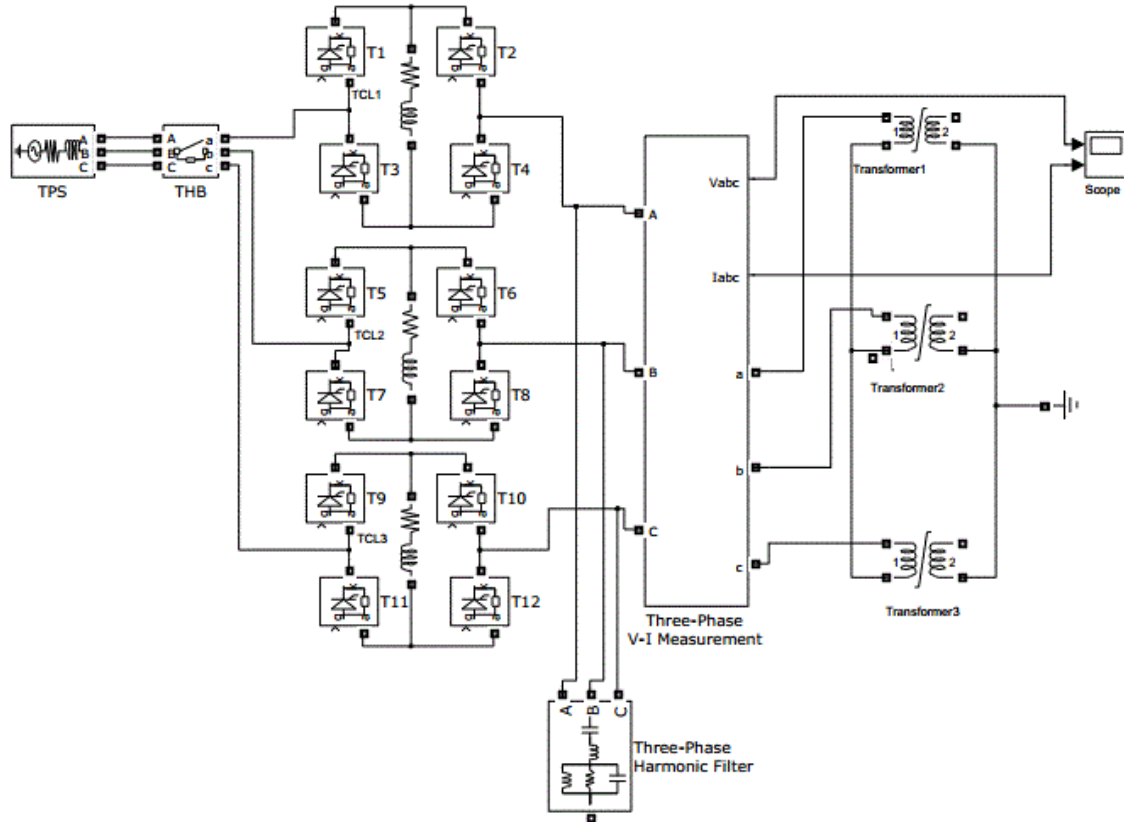 T1
T2
TCL1
T3
T4
A
B
C
TPS
A
B
C
a
b
c
THB
T5
T6
TCL2
T7
T8
T9
T10
TCL3
T11
T12
A
B
C
Vabc
Iabc
a
b
c
Three-Phase
V-I Measurement
1
2
Transformer1
1
2
Transformer2
1
2
Transformer3
Scope
A
B
C
Three-Phase
Harmonic Filter